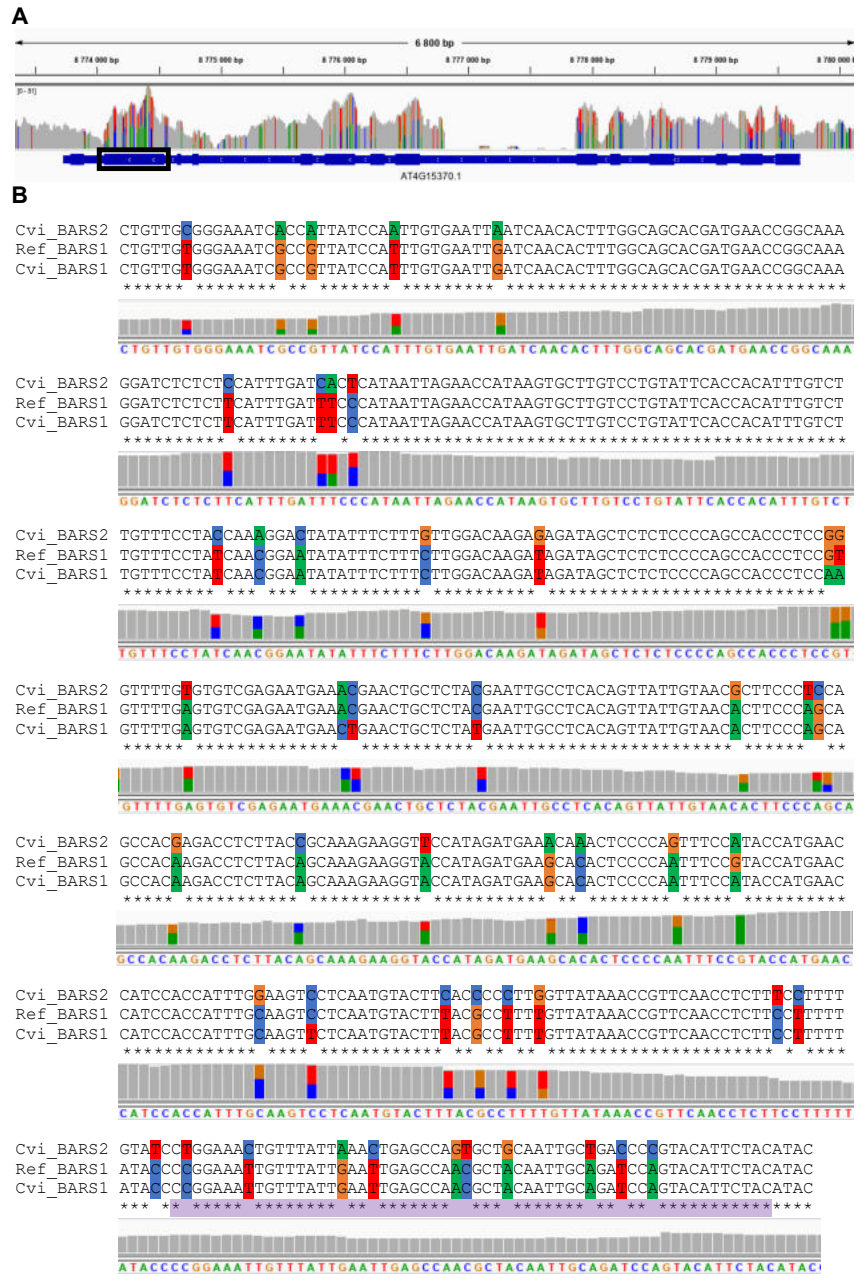 A
6 800 bp
8 774 000 bp 8 775 000 bp 8 776 000 bp 8 777 000 bp 8 778 000 bp 8 779 000 bp 8 780 000 b
[0 - 51]
AT4G15370.1
B
Cvi_BARS2 CTGTTGCGGGAAATCACCATTATCCAATTGTGAATTAATCAACACTTTGGCAGCACGATGAACCGGCAAA
Ref_BARS1 CTGTTGTGGGAAATCGCCGTTATCCATTTGTGAATTGATCAACACTTTGGCAGCACGATGAACCGGCAAA
Cvi_BARS1 CTGTTGTGGGAAATCGCCGTTATCCATTTGTGAATTGATCAACACTTTGGCAGCACGATGAACCGGCAAA
****** ******** ** ******* ********* *********************************
CTGTTGTGGGAAATCGCCGTTATCCATTTGTGAATTGATCAACACTTTGGCAGCACGATGAACCGGCAAA
Cvi_BARS2 GGATCTCTCTCCATTTGATCACTCATAATTAGAACCATAAGTGCTTGTCCTGTATTCACCACATTTGTCT
Ref_BARS1 GGATCTCTCTTCATTTGATTTCCCATAATTAGAACCATAAGTGCTTGTCCTGTATTCACCACATTTGTCT
Cvi_BARS1 GGATCTCTCTTCATTTGATTTCCCATAATTAGAACCATAAGTGCTTGTCCTGTATTCACCACATTTGTCT
********** ********  * ***********************************************
GGATCTCTCTTCATTTGATTTCCCATAATTAGAACCATAAGTGCTTGTCCTGTATTCACCACATTTGTCT
Cvi_BARS2 TGTTTCCTACCAAAGGACTATATTTCTTTGTTGGACAAGAGAGATAGCTCTCTCCCCAGCCACCCTCCGG
Ref_BARS1 TGTTTCCTATCAACGGAATATATTTCTTTCTTGGACAAGATAGATAGCTCTCTCCCCAGCCACCCTCCGT
Cvi_BARS1 TGTTTCCTATCAACGGAATATATTTCTTTCTTGGACAAGATAGATAGCTCTCTCCCCAGCCACCCTCCAA
********* *** *** *********** ********** ***************************
TGTTTCCTATCAACGGAATATATTTCTTTCTTGGACAAGATAGATAGCTCTCTCCCCAGCCACCCTCCGT
Cvi_BARS2 GTTTTGTGTGTCGAGAATGAAACGAACTGCTCTACGAATTGCCTCACAGTTATTGTAACGCTTCCCTCCA
Ref_BARS1 GTTTTGAGTGTCGAGAATGAAACGAACTGCTCTACGAATTGCCTCACAGTTATTGTAACACTTCCCAGCA
Cvi_BARS1 GTTTTGAGTGTCGAGAATGAACTGAACTGCTCTATGAATTGCCTCACAGTTATTGTAACACTTCCCAGCA
****** **************  *********** ************************ ******  **
GTTTTGAGTGTCGAGAATGAAACGAACTGCTCTACGAATTGCCTCACAGTTATTGTAACACTTCCCAGCA
Cvi_BARS2 GCCACGAGACCTCTTACCGCAAAGAAGGTTCCATAGATGAAACAAACTCCCCAGTTTCCATACCATGAAC
Ref_BARS1 GCCACAAGACCTCTTACAGCAAAGAAGGTACCATAGATGAAGCACACTCCCCAATTTCCGTACCATGAAC
Cvi_BARS1 GCCACAAGACCTCTTACAGCAAAGAAGGTACCATAGATGAAGCACACTCCCCAATTTCCATACCATGAAC
***** *********** *********** *********** ** ******** ***** **********
GCCACAAGACCTCTTACAGCAAAGAAGGTACCATAGATGAAGCACACTCCCCAATTTCCGTACCATGAAC
Cvi_BARS2 CATCCACCATTTGGAAGTCCTCAATGTACTTCACCCCCTTGGTTATAAACCGTTCAACCTCTTTCCTTTT
Ref_BARS1 CATCCACCATTTGCAAGTCCTCAATGTACTTTACGCCTTTTGTTATAAACCGTTCAACCTCTTCCTTTTT
Cvi_BARS1 CATCCACCATTTGCAAGTTCTCAATGTACTTTACGCCTTTTGTTATAAACCGTTCAACCTCTTCCTTTTT
************* **** ************ ** ** ** ********************** * ****
CATCCACCATTTGCAAGTCCTCAATGTACTTTACGCCTTTTGTTATAAACCGTTCAACCTCTTCCTTTTT
Cvi_BARS2 GTATCCTGGAAACTGTTTATTAAACTGAGCCAGTGCTGCAATTGCTGACCCCGTACATTCTACATAC
Ref_BARS1 ATACCCCGGAAATTGTTTATTGAATTGAGCCAACGCTACAATTGCAGATCCAGTACATTCTACATAC
Cvi_BARS1 ATACCCCGGAAATTGTTTATTGAATTGAGCCAACGCTACAATTGCAGATCCAGTACATTCTACATAC
** ** ***** ******** ** *******  *** ******* ** ** ***************
ATACCCCGGAAATTGTTTATTGAATTGAGCCAACGCTACAATTGCAGATCCAGTACATTCTACATAC